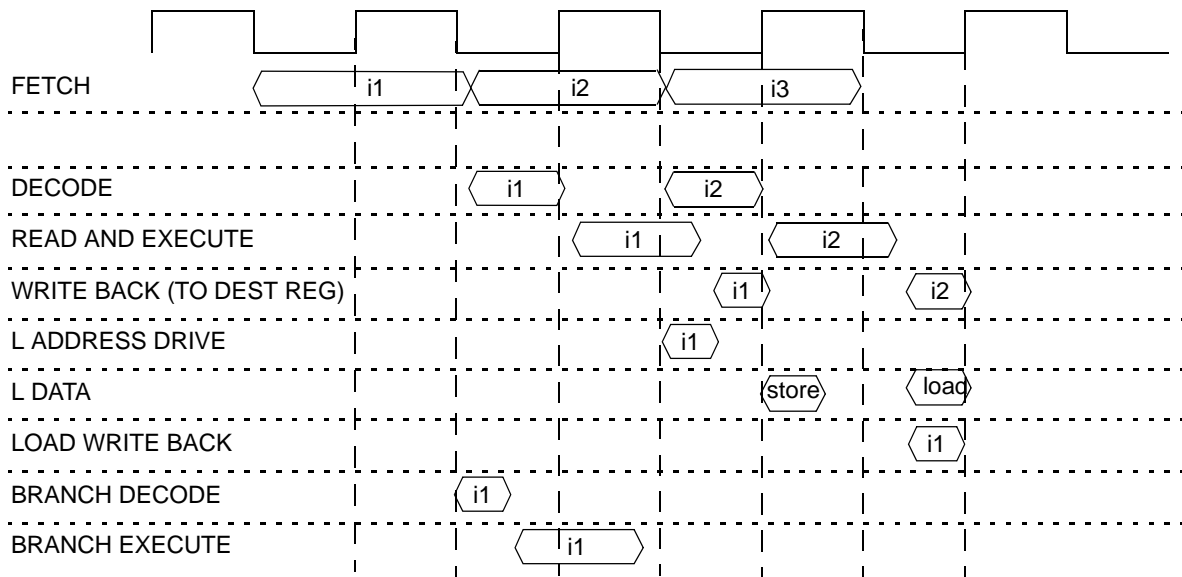 FETCH i1 i2 i3
DECODE i1 i2
READ AND EXECUTE i1 i2
WRITE BACK (TO DEST REG) i1 i2
L ADDRESS DRIVE i1
L DATA store load
LOAD WRITE BACK i1
BRANCH DECODE i1
BRANCH EXECUTE i1